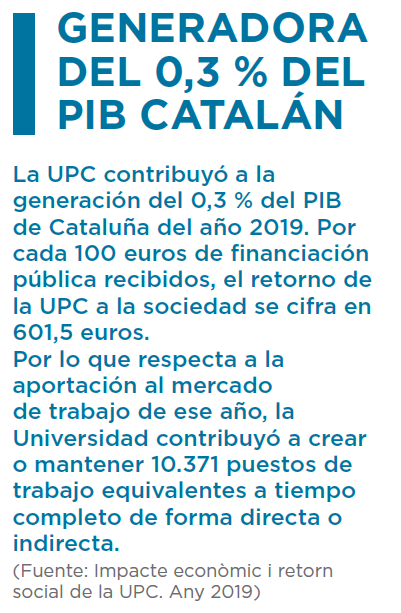 GENERADORA
DEL 0,3 % DEL
PIB CATALÁN
La UPC contribuyó a la
generación del 0,3 % del PIB
de Cataluña del año 2019. Por
cada 100 euros de financiación
pública recibidos, el retorno de
la UPC a la sociedad se cifra en
601,5 euros.
Por lo que respecta a la
aportación al mercado
de trabajo de ese año, la
Universidad contribuyó a crear
o mantener 10.371 puestos de
trabajo equivalentes a tiempo
completo de forma directa o
indirecta.
(Fuente: Impacte econòmic i retorn
social de la UPC. Any 2019)